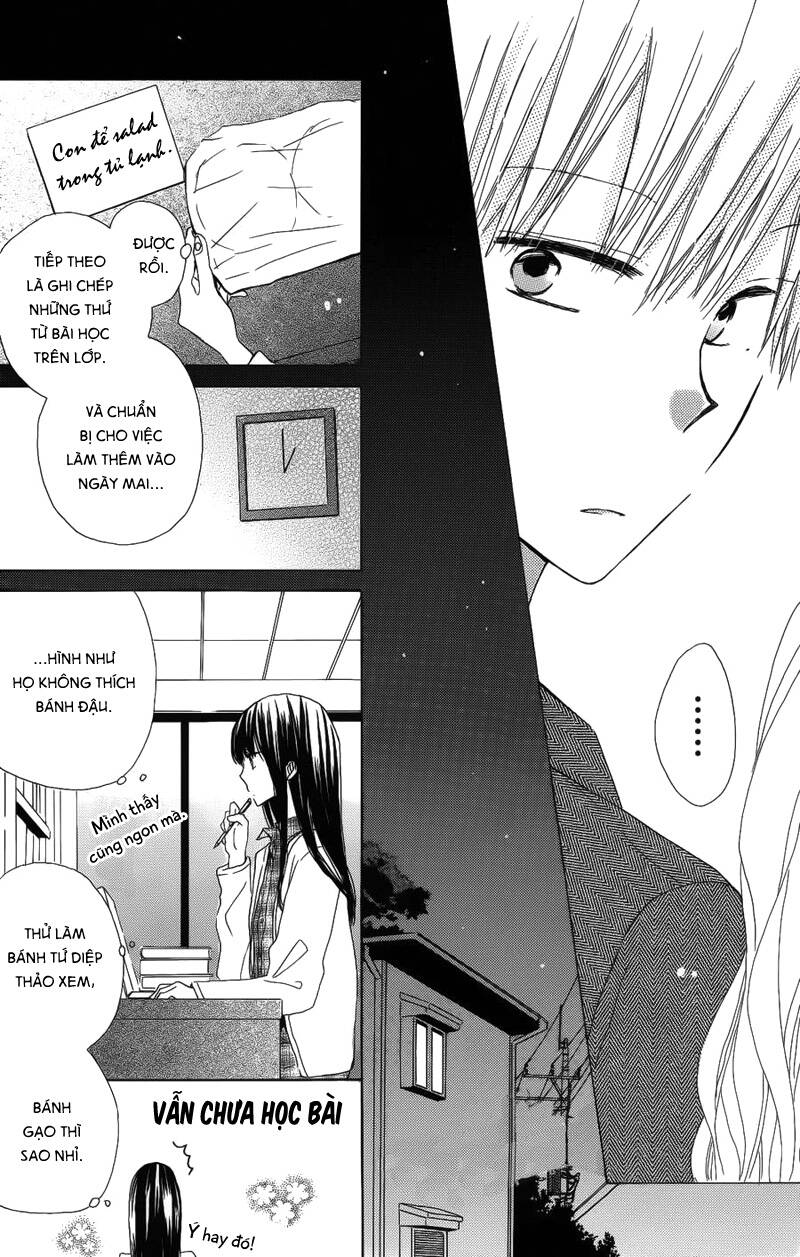 ........
Con để salad
trong tủ lạnh.
ĐƯỢC
RỒI.
TIẾP THEO
LÀ GHI CHÉP
NHỮNG THỨ
TỪ BÀI HỌC
TRÊN LỚP.
VÀ CHUẨN
BỊ CHO VIỆC
LÀM THÊM VÀO
NGÀY MAI...
...HÌNH NHƯ
HỌ KHÔNG THÍCH
BÁNH ĐẬU.
Mình thấy
cũng ngon mà.
THỬ LÀM
BÁNH TỨ DIỆP
THẢO XEM,
BÁNH
GẠO THÌ
SAO NHỈ.
VẪN CHƯA HỌC BÀI
Ý hay đó!